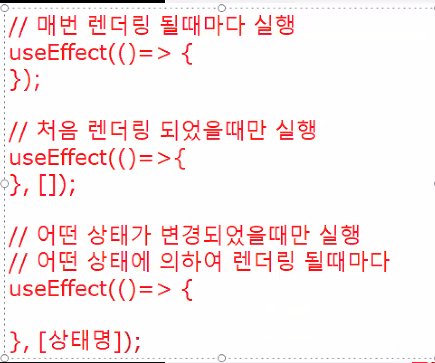 // 매번 렌더링 될때마다 실행
useEffect(()=> {
});
// 처음 렌더링 되었을때만 실행
useEffect(()=>{
}, []);
// 어떤 상태가 변경되었을때만 실행
// 어떤 상태에 의하여 렌더링 될때마다
useEffect(()=> {
}, [상태명]);